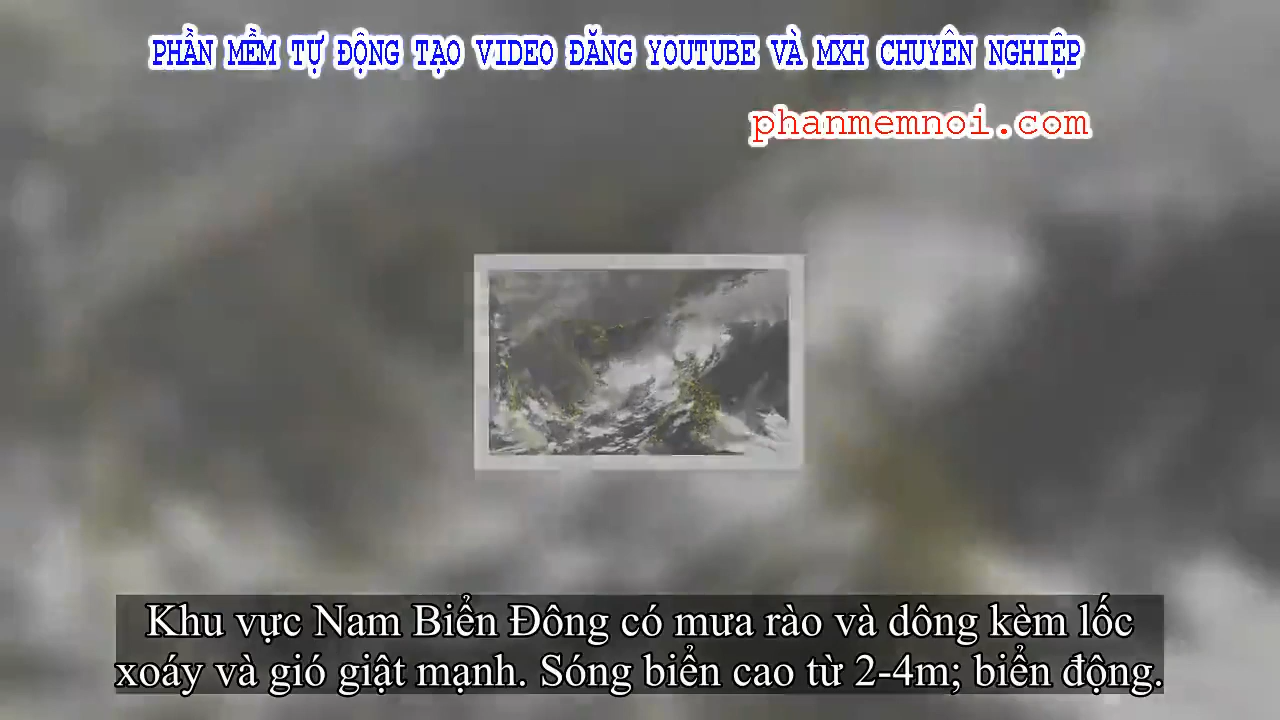 PHẦN MỀM TỰ ĐỘNG TẠO VIDEO ĐĂNG YOUTUBE VÀ MXH CHUYÊN NGHIỆP
phanmemnoi.com
Khu vực Nam Biển Đông có mưa rào và dông kèm lốc
xoáy và gió giật mạnh. Sóng biển cao từ 2-4m; biển động.